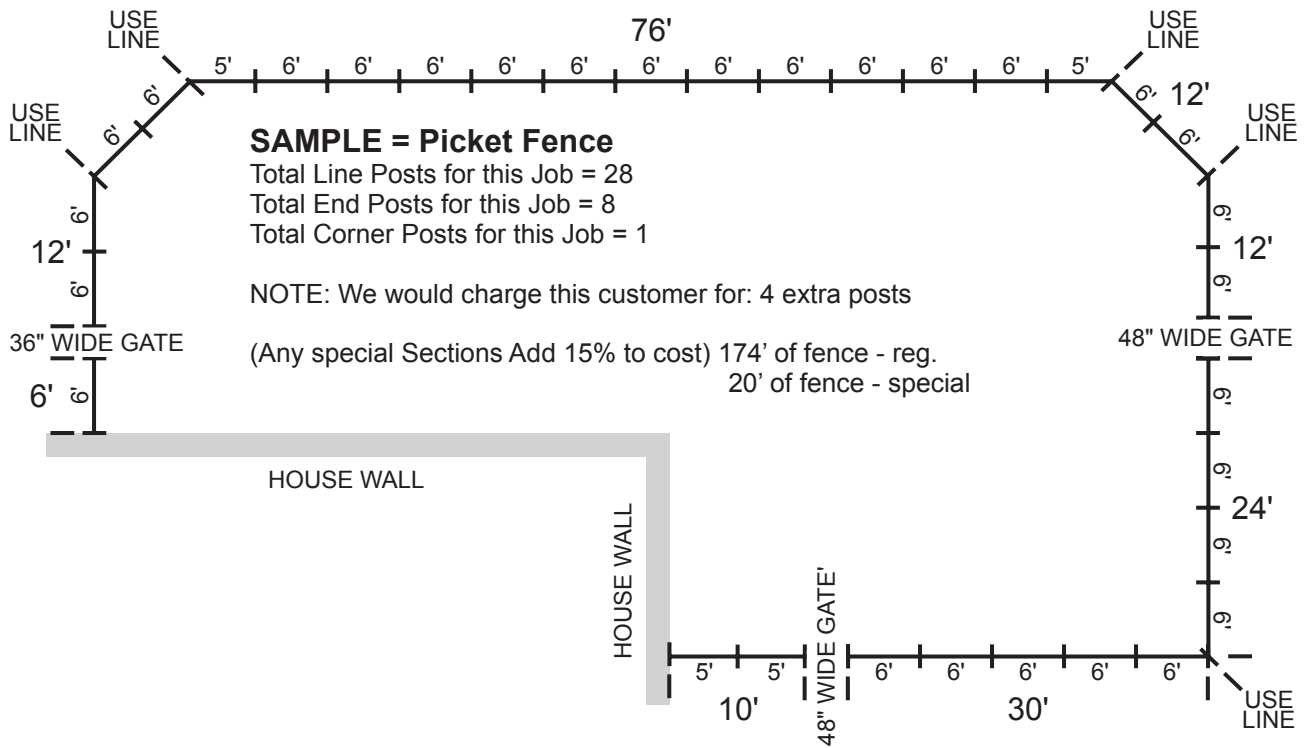 USE
LINE
76'
USE
LINE
5' 6' 6' 6' 6' 6' 6' 6' 6' 6' 6' 6' 5'
USE
LINE
6'
6'
6'
12'
6'
USE
LINE
SAMPLE = Picket Fence
Total Line Posts for this Job = 28
Total End Posts for this Job = 8
Total Corner Posts for this Job = 1
NOTE: We would charge this customer for: 4 extra posts
(Any special Sections Add 15% to cost) 174' of fence - reg.
20' of fence - special
6'
12'
6'
36" WIDE GATE
6'
6'
6'
12'
6'
48" WIDE GATE
6'
6'
24'
6'
6'
HOUSE WALL
HOUSE WALL
5' 5'
10'
48" WIDE GATE'
6' 6' 6' 6' 6'
30'
USE
LINE